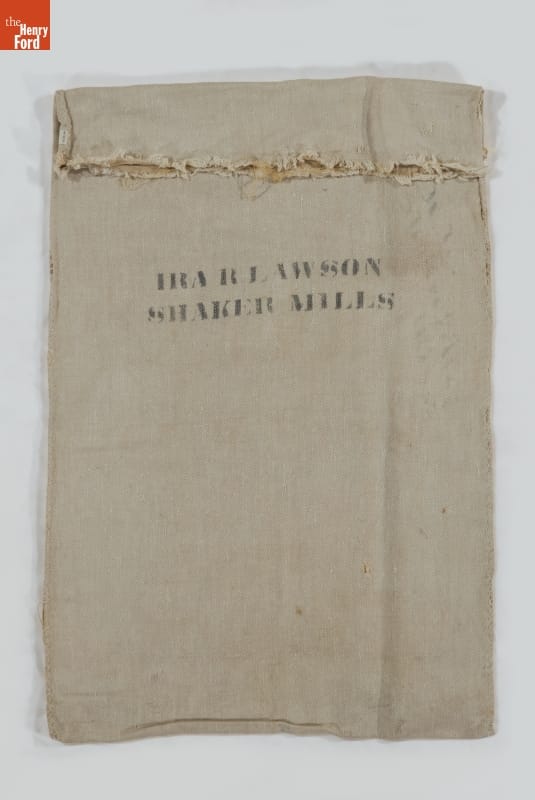 the
Henry
Ford
IRA R LAWSON
SHAKER MILLS